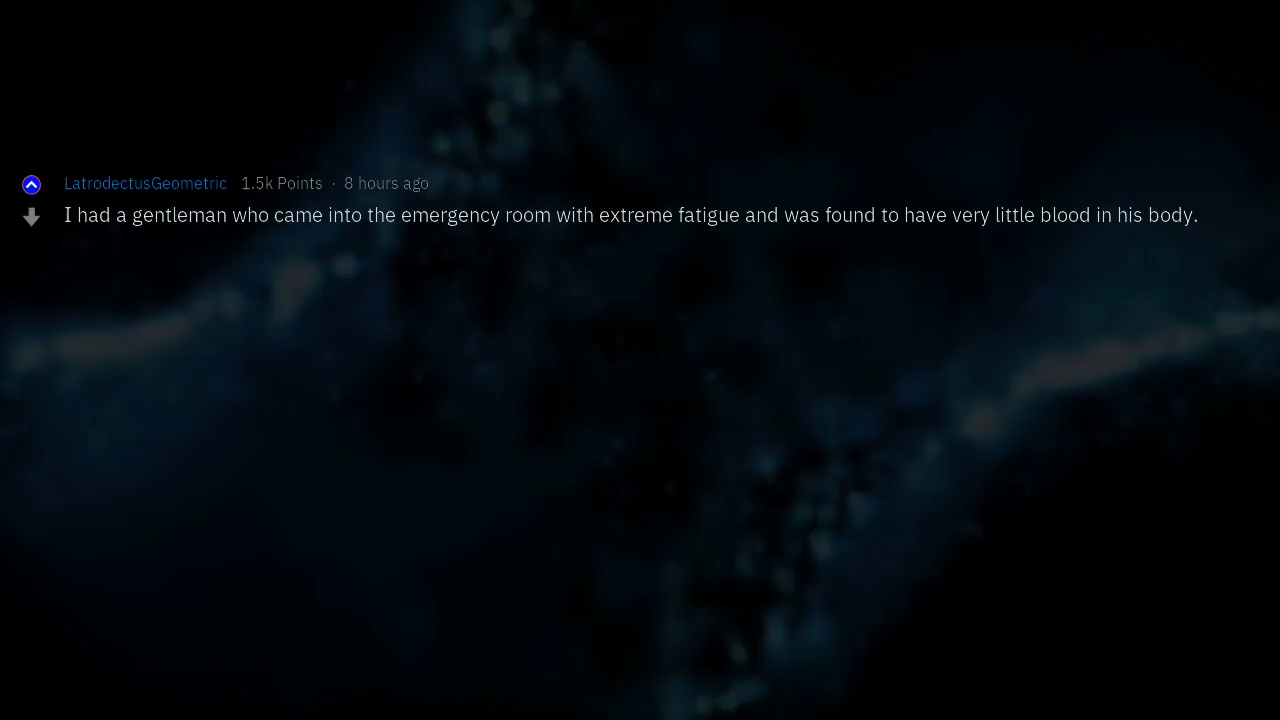 LatrodectusGeometric 1.5k Points · 8 hours ago
I had a gentleman who came into the emergency room with extreme fatigue and was found to have very little blood in his body.